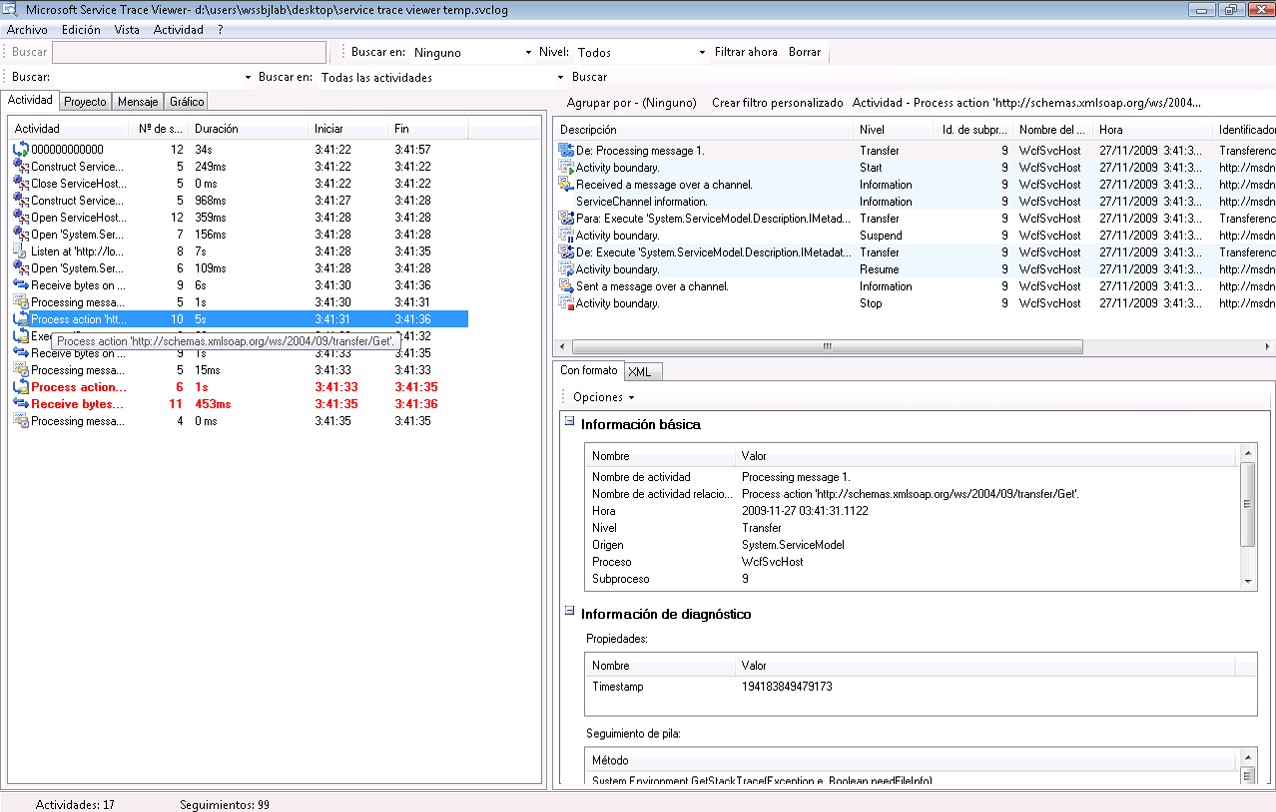 Microsoft Service Trace Viewer- d:\users\wssbjlab\desktop\service trace viewer temp.svclog
Archivo Edición Vista Actividad ?
Buscar Buscar en: Ninguno Nivel: Todos Filtrar ahora Borrar
Buscar: Buscar en: Todas las actividades Buscar
Actividad Proyecto Mensaje Gráfico
Actividad Nº de s... Duración Iniciar Fin
000000000000 12 34s 3:41:22 3:41:57
Construct Service... 5 249ms 3:41:22 3:41:22
Close ServiceHost... 5 0 ms 3:41:22 3:41:22
Construct Service... 5 968ms 3:41:27 3:41:28
Open ServiceHost... 12 359ms 3:41:28 3:41:28
Open 'System.Ser... 7 156ms 3:41:28 3:41:28
Listen at 'http://lo... 8 7s 3:41:28 3:41:35
Open 'System.Ser... 6 109ms 3:41:28 3:41:28
Receive bytes on ... 9 6s 3:41:30 3:41:36
Processing messa... 5 1s 3:41:30 3:41:31
Process action 'htt... 10 5s 3:41:31 3:41:36
:41:32
Process action 'http://schemas.xmlsoap.org/ws/2004/09/transfer/Get'.
Receive bytes on ... 9 1s 3:41:33 3:41:35
Processing messa... 5 15ms 3:41:33 3:41:33
Process action... 6 1s 3:41:33 3:41:35
Receive bytes... 11 453ms 3:41:35 3:41:36
Processing messa... 4 0 ms 3:41:35 3:41:35
Agrupar por - (Ninguno) Crear filtro personalizado Actividad - Process action 'http://schemas.xmlsoap.org/ws/2004...
Descripción Nivel Id. de subpr... Nombre del ... Hora Identificador
De: Processing message 1. Transfer 9 WcfSvcHost 27/11/2009 3:41:3... Transferenc
Activity boundary. Start 9 WcfSvcHost 27/11/2009 3:41:3... http://msdn
Received a message over a channel. Information 9 WcfSvcHost 27/11/2009 3:41:3... http://msdn
ServiceChannel information. Information 9 WcfSvcHost 27/11/2009 3:41:3... http://msdn
Para: Execute 'System.ServiceModel.Description.IMetad... Transfer 9 WcfSvcHost 27/11/2009 3:41:3... Transferenc
Activity boundary. Suspend 9 WcfSvcHost 27/11/2009 3:41:3... http://msdn
De: Execute 'System.ServiceModel.Description.IMetadat... Transfer 9 WcfSvcHost 27/11/2009 3:41:3... Transferenc
Activity boundary. Resume 9 WcfSvcHost 27/11/2009 3:41:3... http://msdn
Sent a message over a channel. Information 9 WcfSvcHost 27/11/2009 3:41:3... http://msdn
Activity boundary. Stop 9 WcfSvcHost 27/11/2009 3:41:3... http://msdn
Con formato XML
Opciones
Información básica
Nombre Valor
Nombre de actividad Processing message 1.
Nombre de actividad relacio... Process action 'http://schemas.xmlsoap.org/ws/2004/09/transfer/Get'.
Hora 2009-11-27 03:41:31.1122
Nivel Transfer
Origen System.ServiceModel
Proceso WcfSvcHost
Subproceso 9
Información de diagnóstico
Propiedades:
Nombre Valor
Timestamp 194183849479173
Seguimiento de pila:
Método
System.Environment.GetStackTrace(Exception e, Boolean needFileInfo)
Actividades: 17 Seguimientos: 99